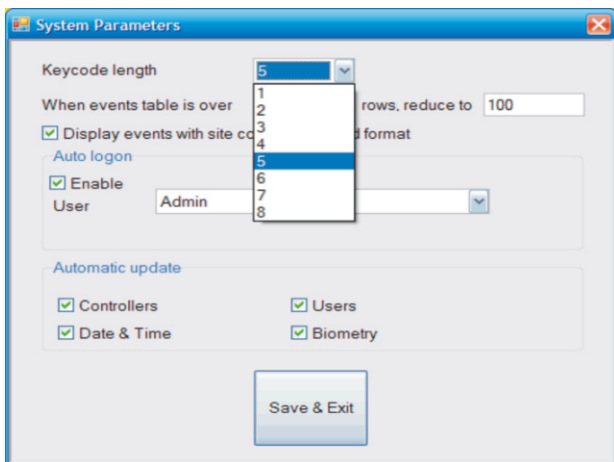 System Parameters
Keycode length 5
1
2
3
4
5
6
7
8
When events table is over rows, reduce to 100
Display events with site co d format
Auto logon
Enable
User Admin
Automatic update
Controllers Users
Date & Time Biometry
Save & Exit